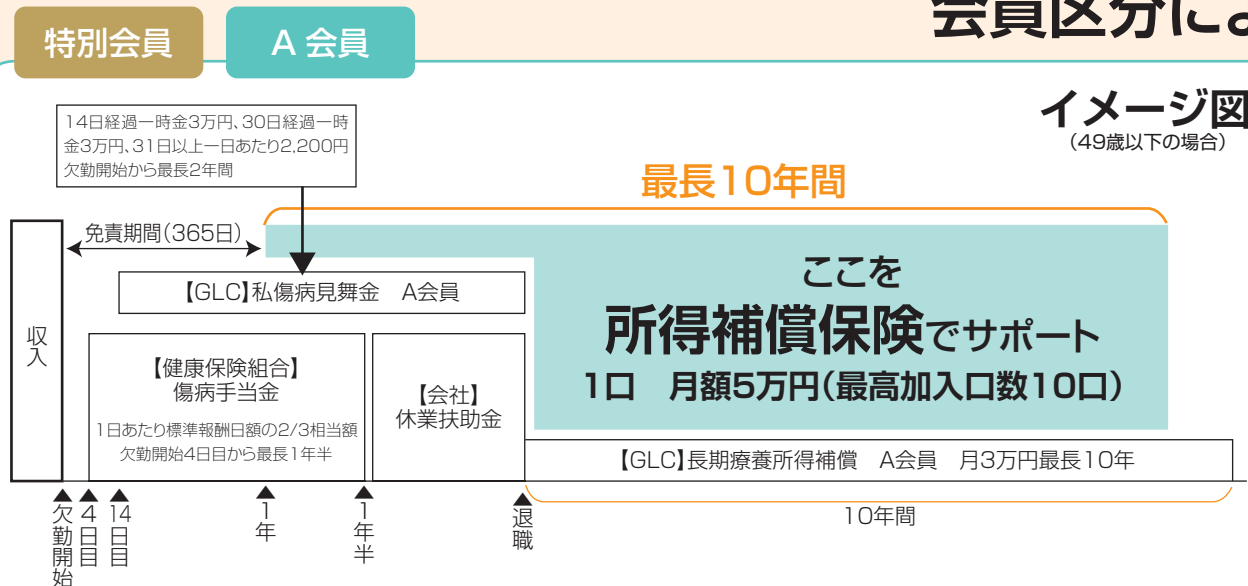 会員区分によ
特別会員
A 会員
イメージ図
（49歳以下の場合）
14日経過一時金3万円、30日経過一時
金3万円、31日以上一日あたり2,200円
欠勤開始から最長2年間
最長10年間
免責期間（365日）
収入
【GLC】私傷病見舞金　A会員
ここを
所得補償保険でサポート
1口　月額5万円（最高加入口数10口）
【健康保険組合】
傷病手当金
1日あたり標準報酬日額の2/3相当額
欠勤開始4日目から最長1年半
【会社】
休業扶助金
【GLC】長期療養所得補償　A会員　月3万円最長10年
欠勤開始
4日目
14日目
1年
1年半
退職
10年間